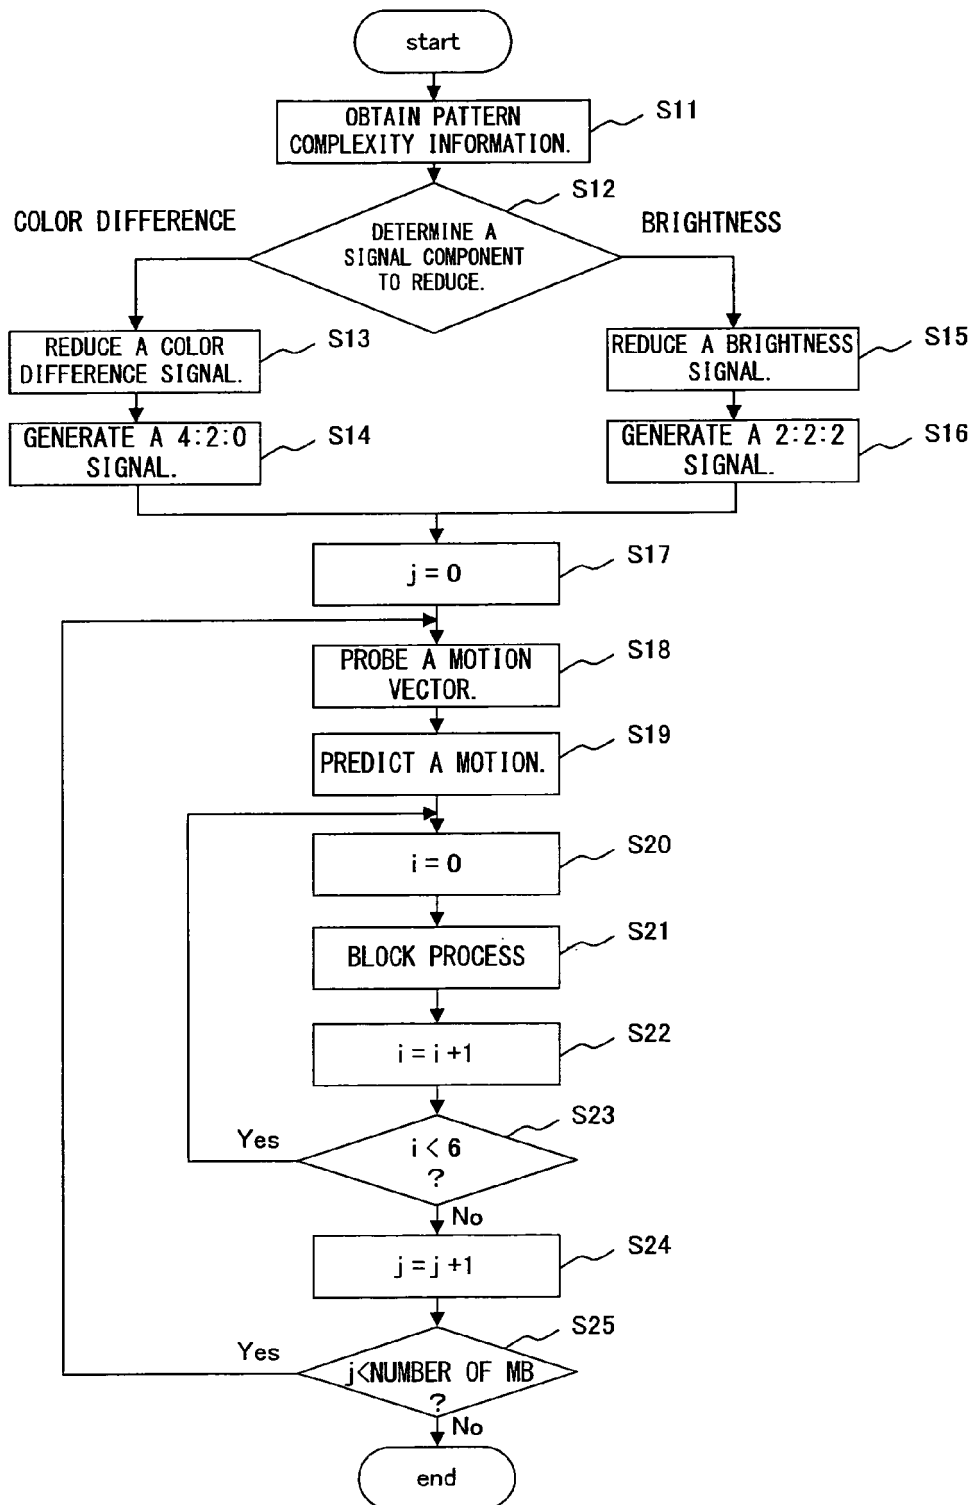 start
OBTAIN PATTERN
COMPLEXITY INFORMATION.
S11
S12
COLOR DIFFERENCE
DETERMINE A
SIGNAL COMPONENT
TO REDUCE.
BRIGHTNESS
REDUCE A COLOR
DIFFERENCE SIGNAL.
S13
REDUCE A BRIGHTNESS
SIGNAL.
S15
GENERATE A 4:2:0
SIGNAL.
S14
GENERATE A 2:2:2
SIGNAL.
S16
j=0
S17
PROBE A MOTION
VECTOR.
S18
PREDICT A MOTION.
S19
i=0
S20
BLOCK PROCESS
S21
i=i+1
S22
S23
Yes
i<6
?
No
j=j+1
S24
S25
Yes
j<NUMBER OF MB
?
No
end